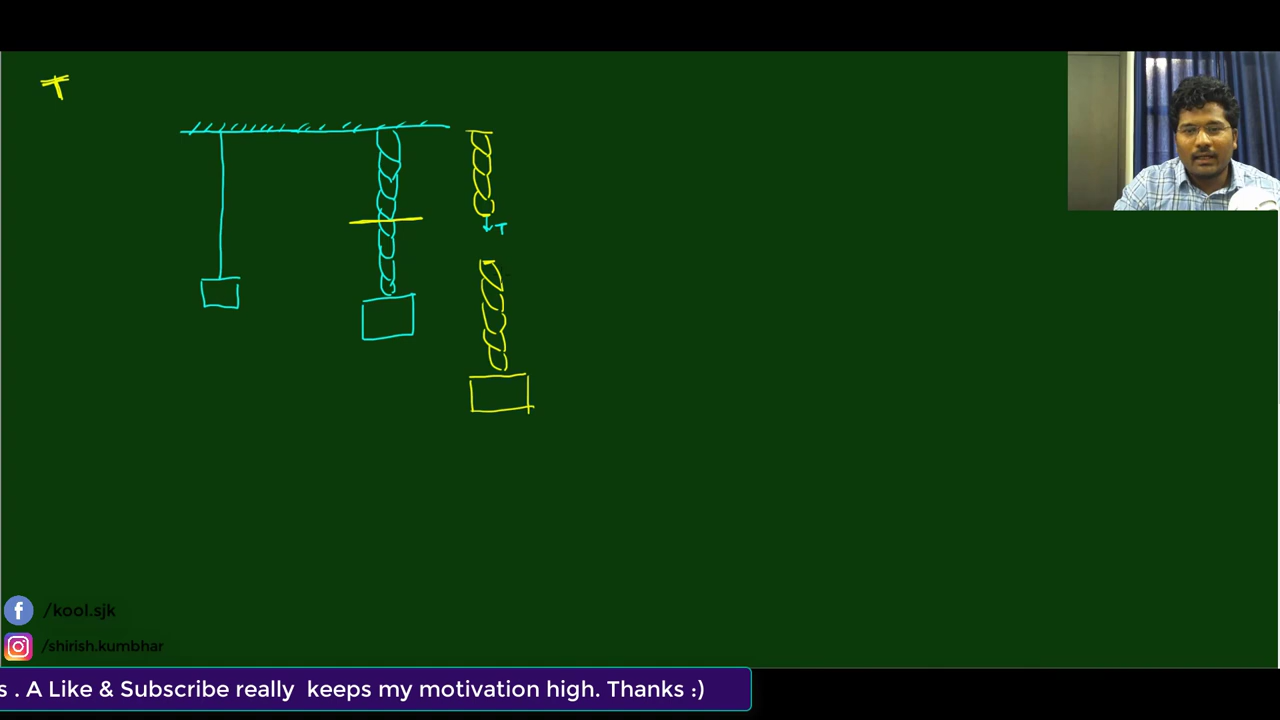 T
T
/kool.sjk
/shirish.kumbhar
s . A Like & Subscribe really keeps my motivation high. Thanks :)